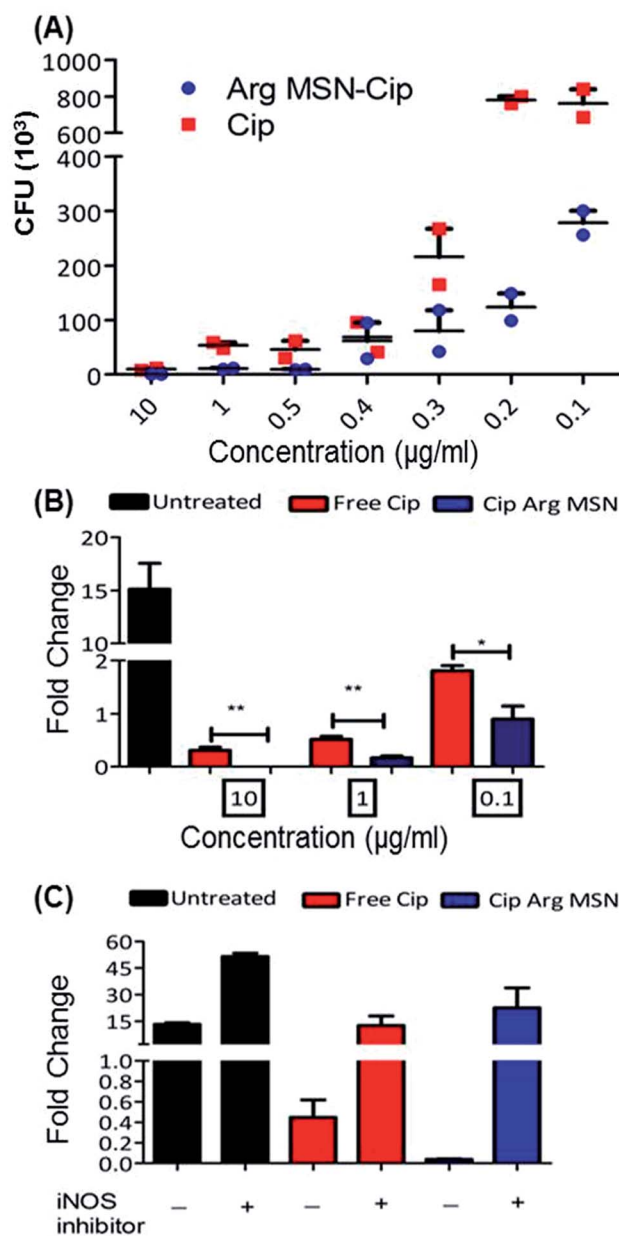 (A)
1000
800
600
400
300
200
100
0
CFU (10³)
Arg MSN-Cip
Cip
10 1 0.5 0.4 0.3 0.2 0.1
Concentration (µg/ml)
(B)
Untreated Free Cip Cip Arg MSN
20
15
10
2
1
0
Fold Change
** ** *
10 1 0.1
Concentration (µg/ml)
(C)
Untreated Free Cip Cip Arg MSN
60
45
30
15
1.0
0.8
0.6
0.4
0.2
0.0
Fold Change
iNOS inhibitor
– + – + – +